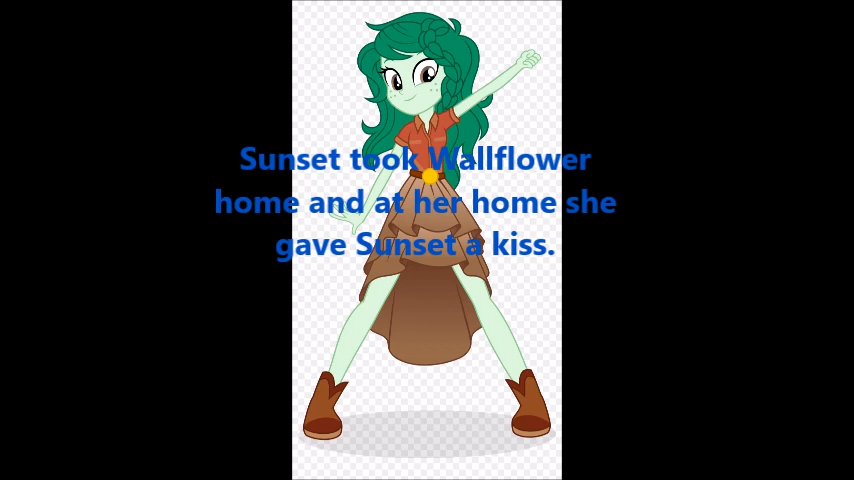 Sunset took Wallflower
home and at her home she
gave Sunset a kiss.